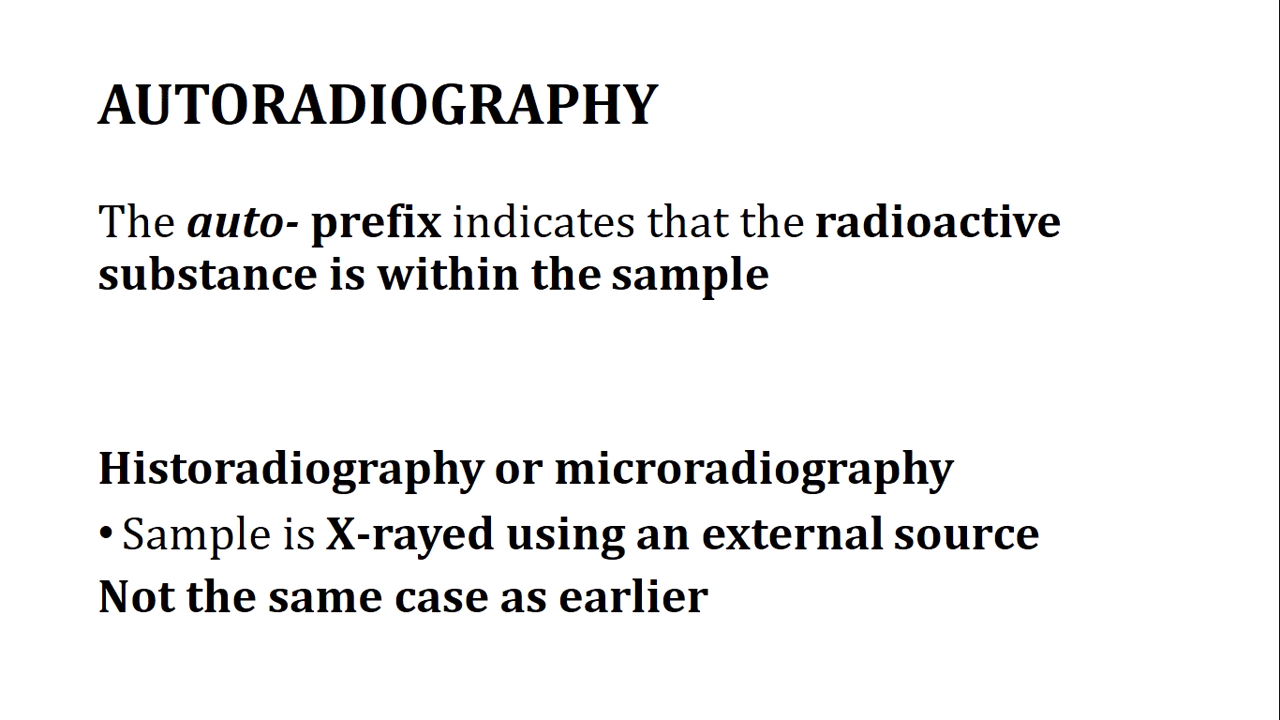 AUTORADIOGRAPHY
The auto- prefix indicates that the radioactive
substance is within the sample
Historadiography or microradiography
• Sample is X-rayed using an external source
Not the same case as earlier